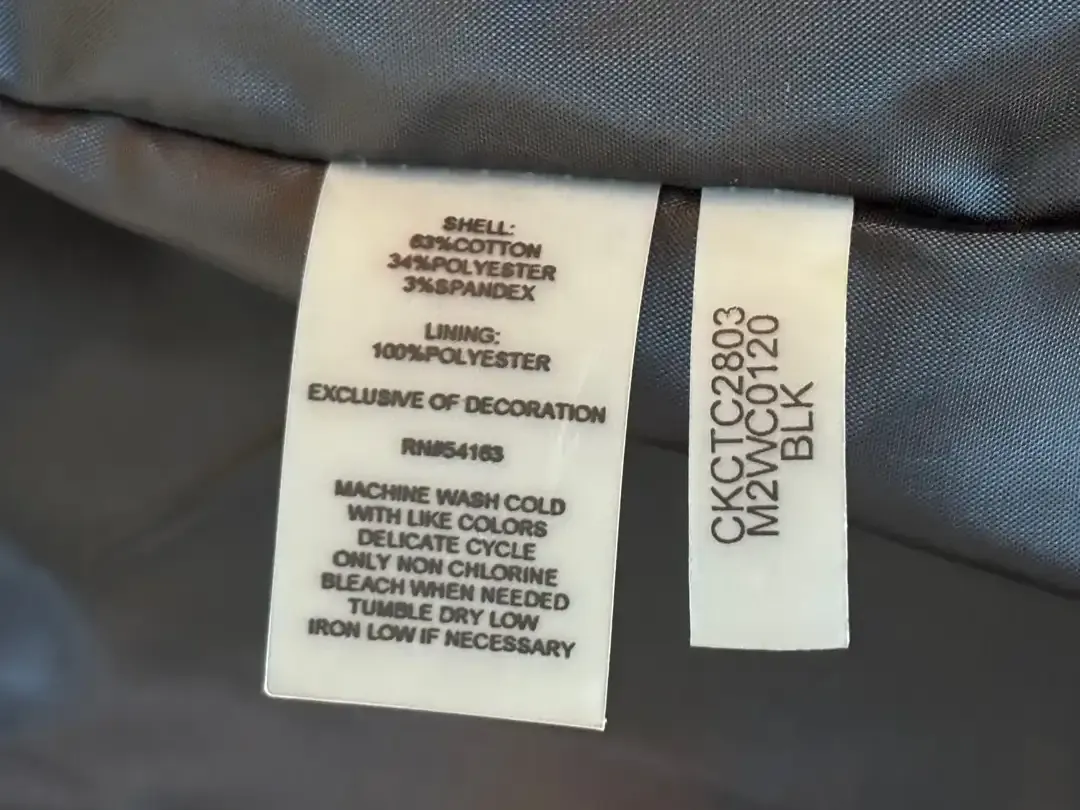 SHELL:
63%COTTON
34%POLYESTER
3%SPANDEX
LINING:
100%POLYESTER
EXCLUSIVE OF DECORATION
RN#54163
MACHINE WASH COLD
WITH LIKE COLORS
DELICATE CYCLE
ONLY NON CHLORINE
BLEACH WHEN NEEDED
TUMBLE DRY LOW
IRON LOW IF NECESSARY
CKCTC2803
M2WC0120
BLK